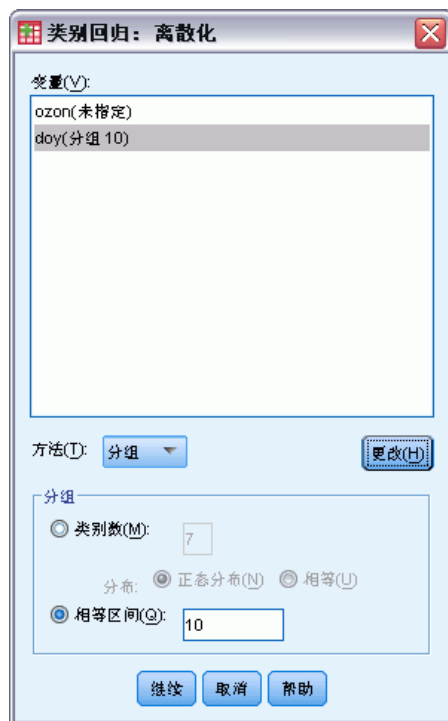 类别回归：离散化
变量(V):
ozon(未指定)
doy(分组 10)
方法(T): 分组 更改(H)
分组
类别数(M): 7
分布: 正态分布(N) 相等(U)
相等区间(Q): 10
继续 取消 帮助